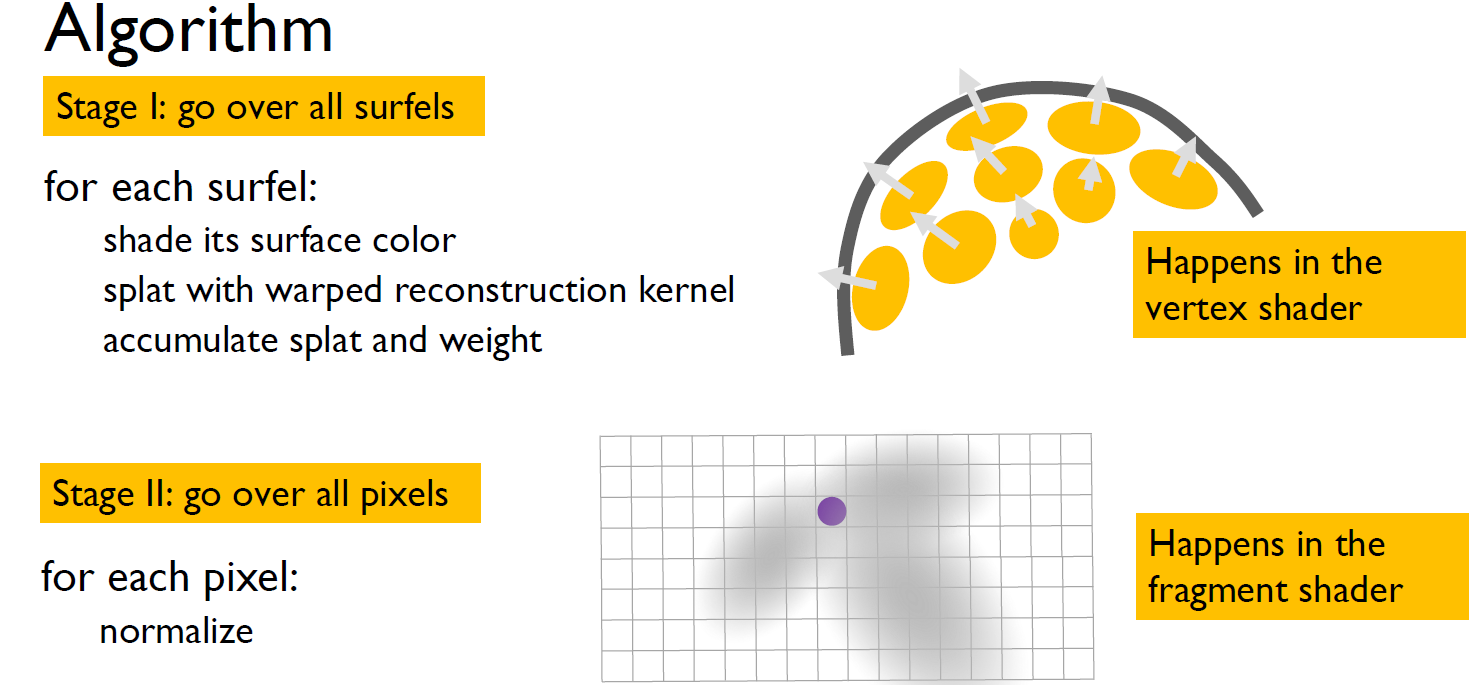 Algorithm
Stage I: go over all surfels
for each surfel:
shade its surface color
splat with warped reconstruction kernel
accumulate splat and weight
Happens in the
vertex shader
Stage II: go over all pixels
for each pixel:
normalize
Happens in the
fragment shader